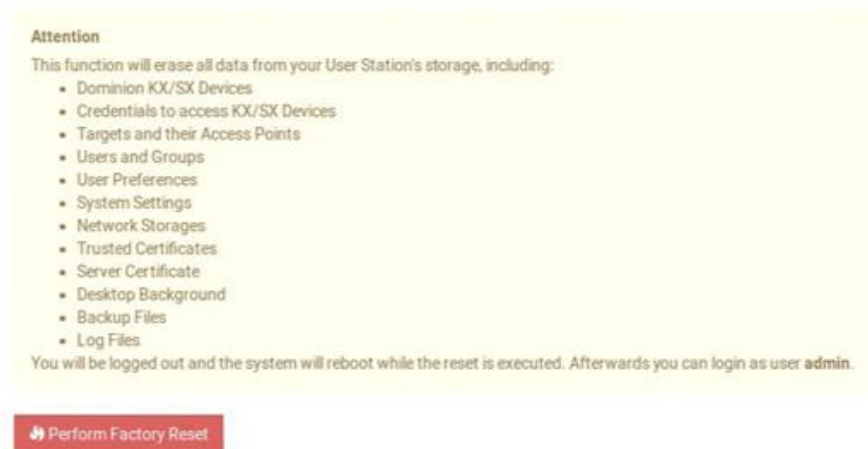 Attention
This function will erase all data from your User Station's storage, including:
• Dominion KX/SX Devices
• Credentials to access KX/SX Devices
• Targets and their Access Points
• Users and Groups
• User Preferences
• System Settings
• Network Storages
• Trusted Certificates
• Server Certificate
• Desktop Background
• Backup Files
• Log Files
You will be logged out and the system will reboot while the reset is executed. Afterwards you can login as user admin.
Perform Factory Reset